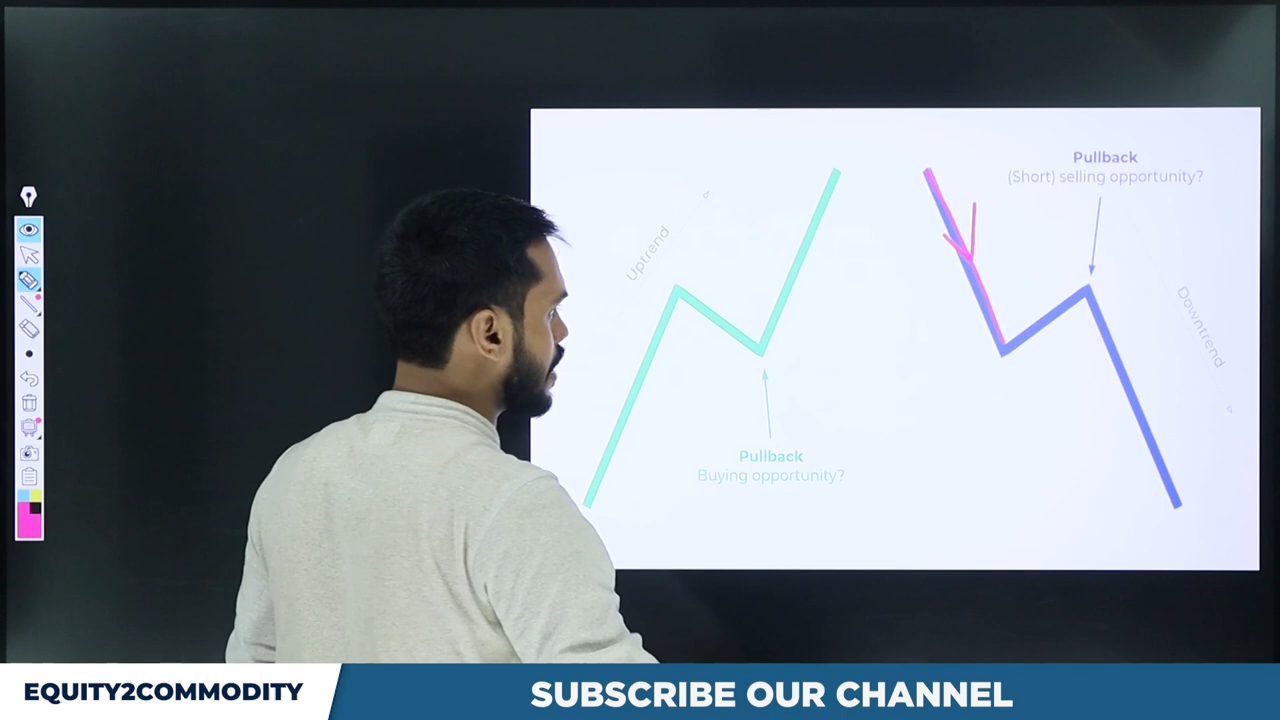 Pullback
(Short) selling opportunity?
Uptrend
Downtrend
Pullback
Buying opportunity?
EQUITY2COMMODITY
SUBSCRIBE OUR CHANNEL